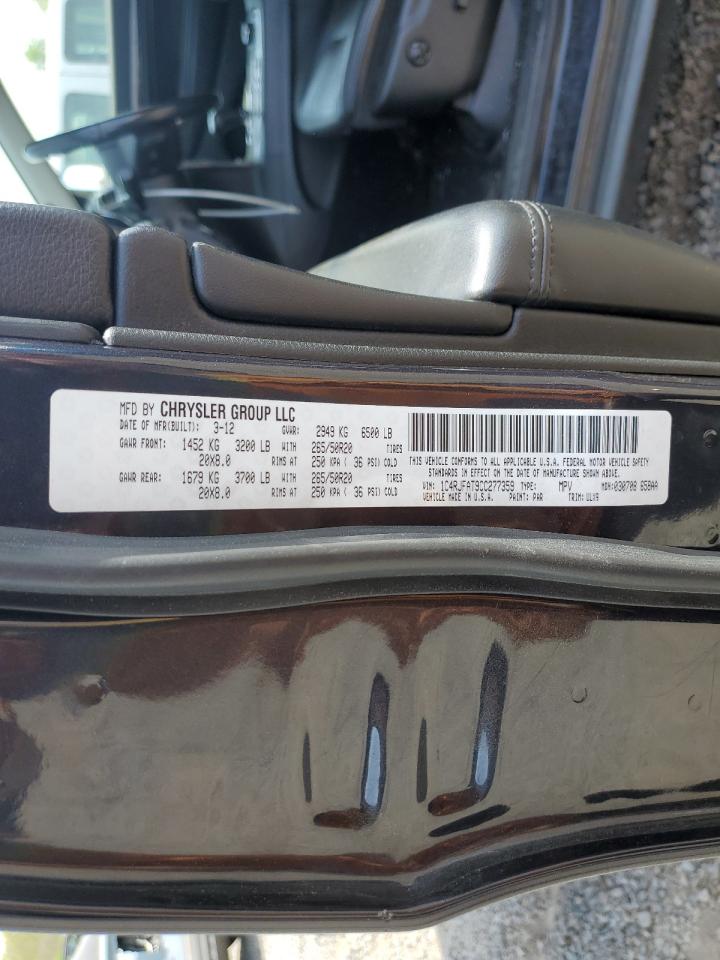 MFD BY CHRYSLER GROUP LLC
DATE OF MFR(BUILT): 3-12 GVWR: 2949 KG 6500 LB
GAWR FRONT: 1452 KG 3200 LB WITH 265/50R20 TIRES
20X8.0 RIMS AT 250 KPA ( 36 PSI) COLD
GAWR REAR: 1679 KG 3700 LB WITH 265/50R20 TIRES
20X8.0 RIMS AT 250 KPA ( 36 PSI) COLD
THIS VEHICLE CONFORMS TO ALL APPLICABLE U.S.A. FEDERAL MOTOR VEHICLE SAFETY
STANDARDS IN EFFECT ON THE DATE OF MANUFACTURE SHOWN ABOVE.
VIN: 1C4RJFAT9CC277359 TYPE: MPV MDH:030708 658AA
VEHICLE MADE IN U.S.A. PAINT: PAR TRIM: ULX9